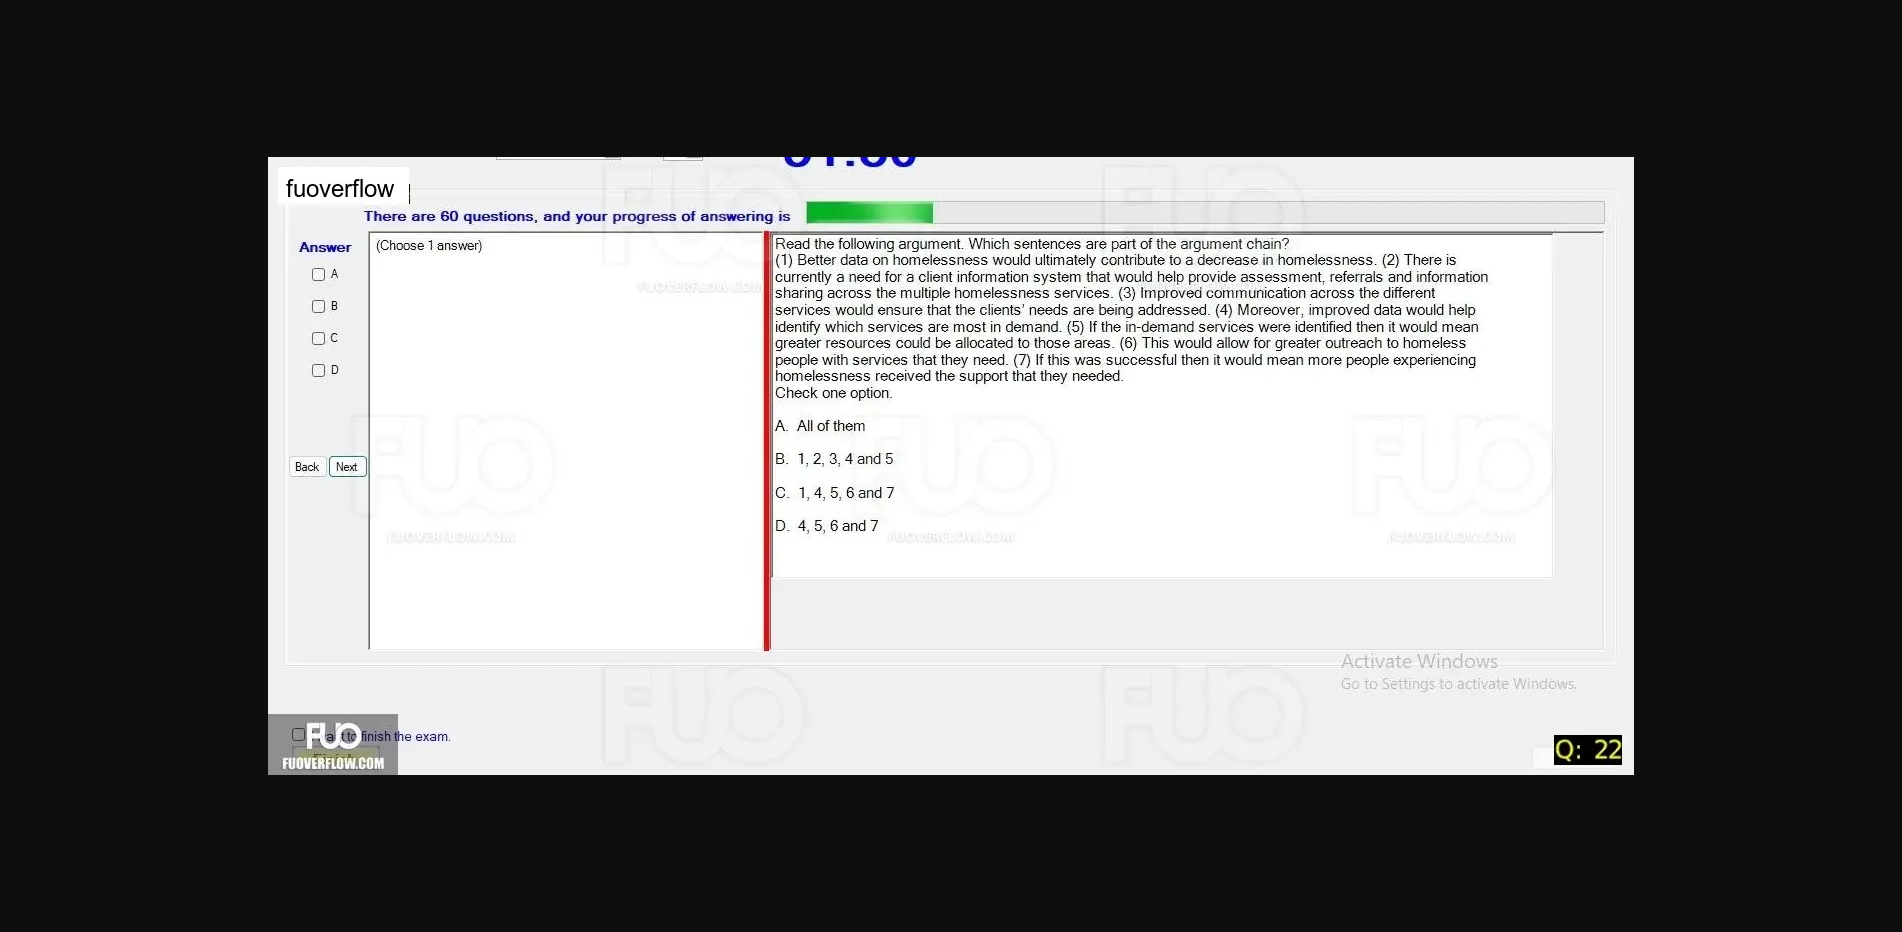 fuoverflow
There are 60 questions, and your progress of answering is
Answer
(Choose 1 answer)
A
B
C
D
Back
Next
Read the following argument. Which sentences are part of the argument chain?
(1) Better data on homelessness would ultimately contribute to a decrease in homelessness. (2) There is
currently a need for a client information system that would help provide assessment, referrals and information
sharing across the multiple homelessness services. (3) Improved communication across the different
services would ensure that the clients' needs are being addressed. (4) Moreover, improved data would help
identify which services are most in demand. (5) If the in-demand services were identified then it would mean
greater resources could be allocated to those areas. (6) This would allow for greater outreach to homeless
people with services that they need. (7) If this was successful then it would mean more people experiencing
homelessness received the support that they needed.
Check one option.
A. All of them
B. 1, 2, 3, 4 and 5
C. 1, 4, 5, 6 and 7
D. 4, 5, 6 and 7
FUO
FUOVERFLOW.COM
Activate Windows
Go to Settings to activate Windows.
finish the exam.
FUO
FUOVERFLOW.COM
Q: 22